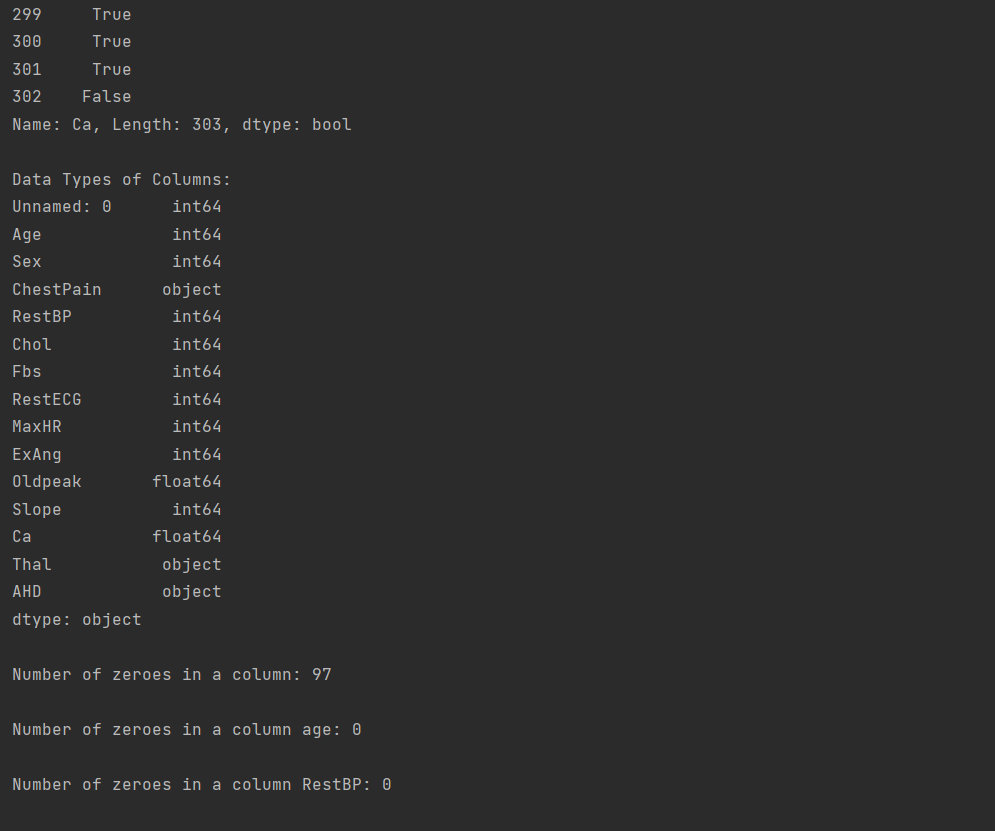 299     True
300     True
301     True
302    False
Name: Ca, Length: 303, dtype: bool

Data Types of Columns:
Unnamed: 0      int64
Age             int64
Sex             int64
ChestPain      object
RestBP          int64
Chol            int64
Fbs             int64
RestECG         int64
MaxHR           int64
ExAng           int64
Oldpeak       float64
Slope           int64
Ca            float64
Thal           object
AHD            object
dtype: object

Number of zeroes in a column: 97

Number of zeroes in a column age: 0

Number of zeroes in a column RestBP: 0